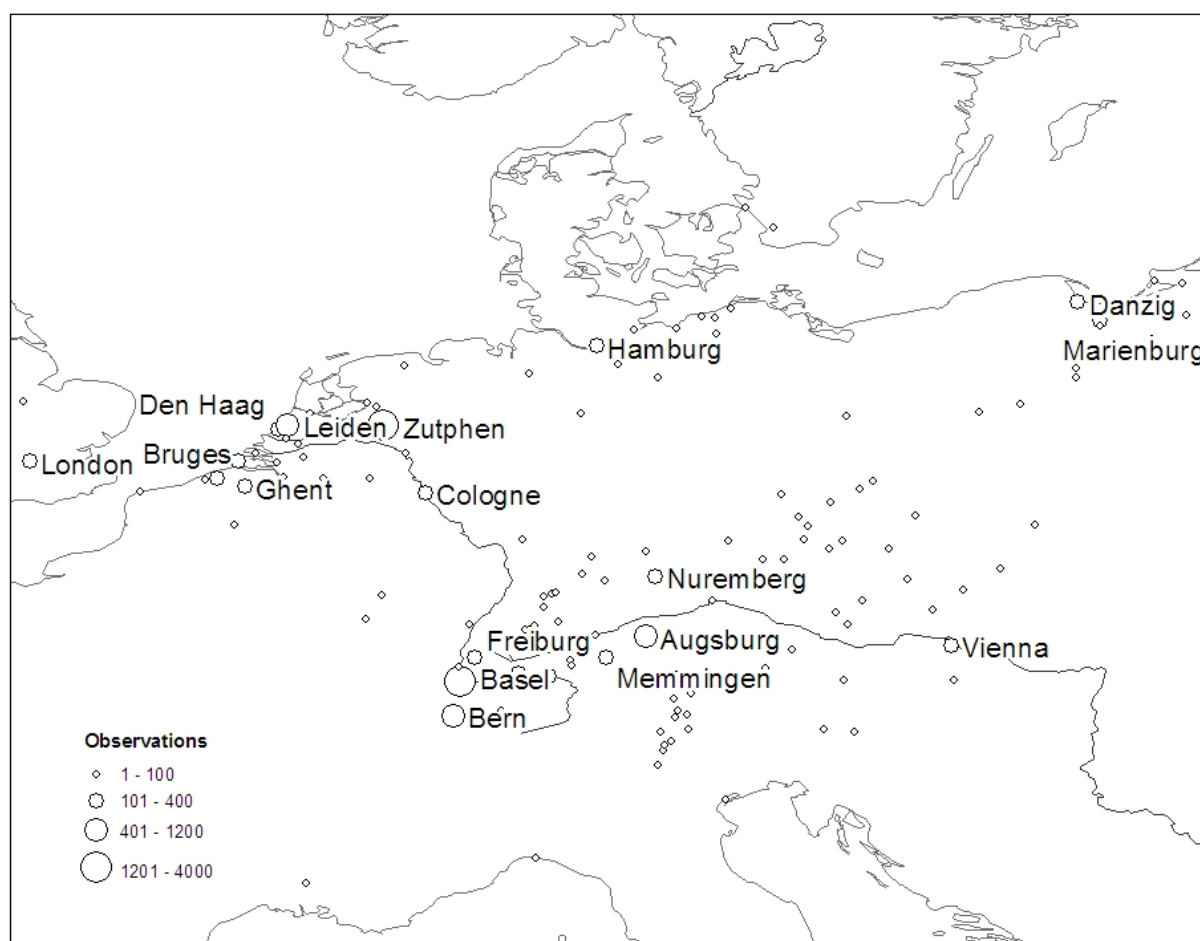 Danzig
Hamburg
Marienburg
Den Haag
Leiden
Zutphen
Bruges
London
Ghent
Cologne
Nuremberg
Freiburg
Augsburg
Vienna
Basel
Memmingen
Bern
Observations
1 - 100
101 - 400
401 - 1200
1201 - 4000